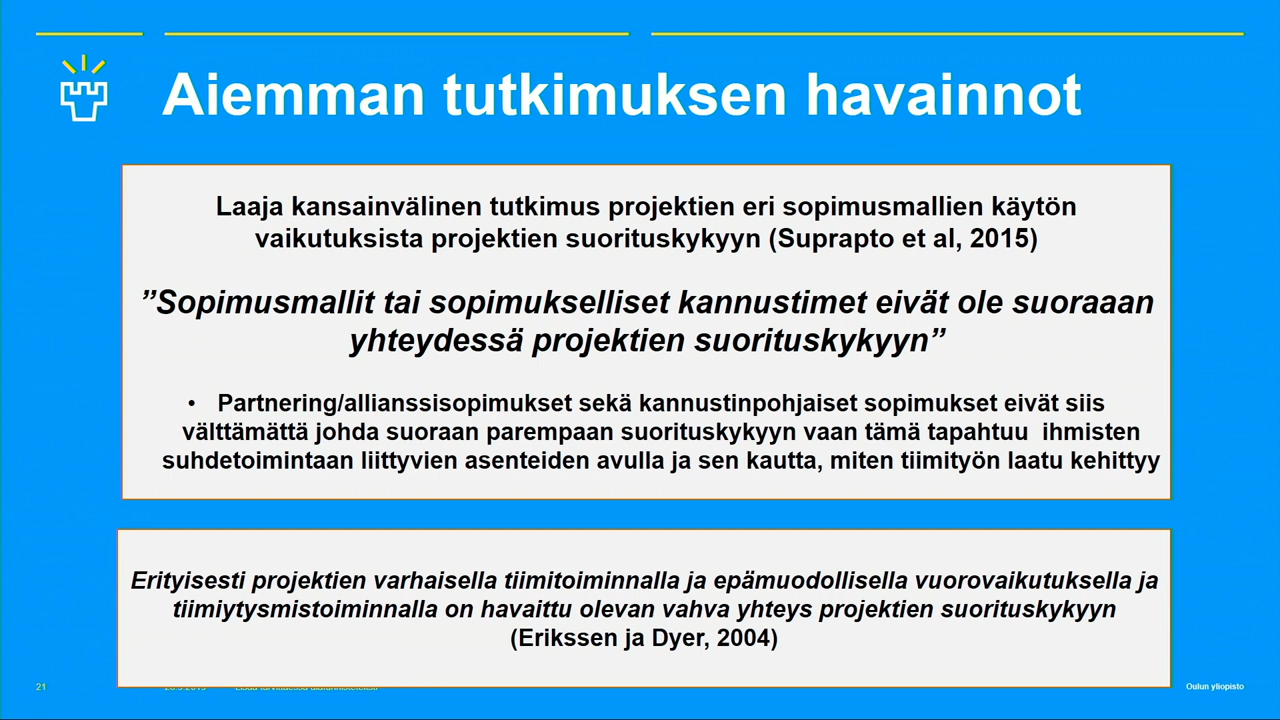 Aiemman tutkimuksen havainnot
Laaja kansainvälinen tutkimus projektien eri sopimusmallien käytön
vaikutuksista projektien suorituskykyyn (Suprapto et al, 2015)
”Sopimusmallit tai sopimukselliset kannustimet eivät ole suoraaan
yhteydessä projektien suorituskykyyn”
• Partnering/allianssisopimukset sekä kannustinpohjaiset sopimukset eivät siis
välttämättä johda suoraan parempaan suorituskykyyn vaan tämä tapahtuu ihmisten
suhdetoimintaan liittyvien asenteiden avulla ja sen kautta, miten tiimityön laatu kehittyy
Erityisesti projektien varhaisella tiimitoiminnalla ja epämuodollisella vuorovaikutuksella ja
tiimiytysmistoiminnalla on havaittu olevan vahva yhteys projektien suorituskykyyn
(Erikssen ja Dyer, 2004)
21
Oulun yliopisto